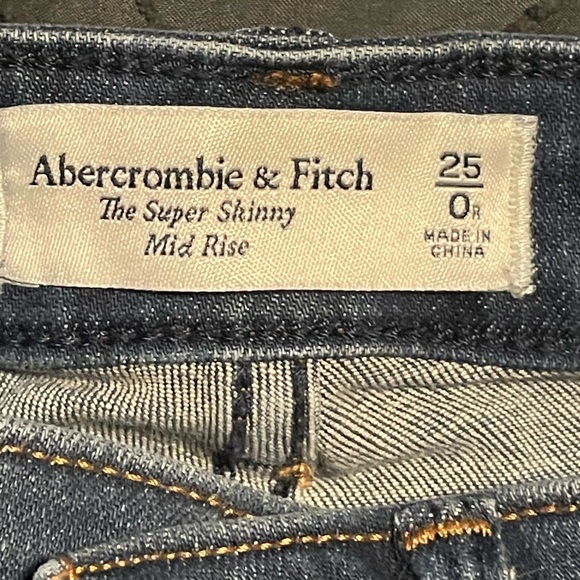 Abercrombie & Fitch
The Super Skinny
Mid Rise
25
0R
MADE IN
CHINA